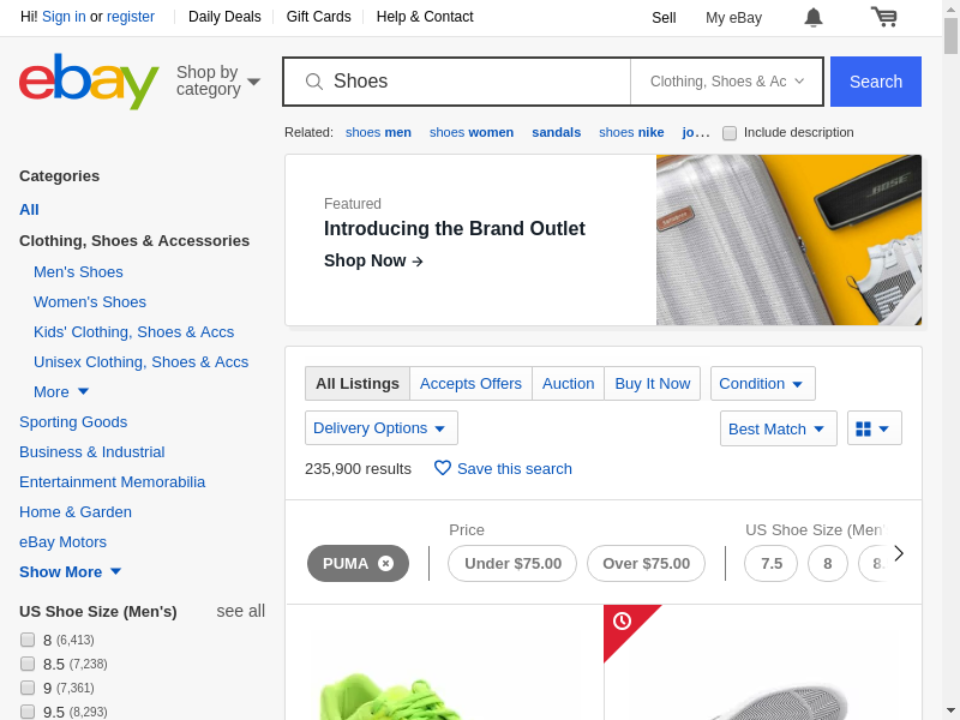 Hi! Sign in or register
Daily Deals
Gift Cards
Help & Contact
Sell
My eBay
ebay
Shop by
category
Shoes
Clothing, Shoes & Ac
Search
Related: shoes men shoes women sandals shoes nike jo...
Include description
Categories
All
Clothing, Shoes & Accessories
Men's Shoes
Women's Shoes
Kids' Clothing, Shoes & Accs
Unisex Clothing, Shoes & Accs
More
Sporting Goods
Business & Industrial
Entertainment Memorabilia
Home & Garden
eBay Motors
Show More
US Shoe Size (Men's)
see all
8 (6,413)
8.5 (7,238)
9 (7,361)
9.5 (8,293)
Featured
Introducing the Brand Outlet
Shop Now →
BOSE
All Listings
Accepts Offers
Auction
Buy It Now
Condition
Delivery Options
Best Match
235,900 results
Save this search
PUMA
Price
Under $75.00
Over $75.00
US Shoe Size (Men'
7.5
8
8.